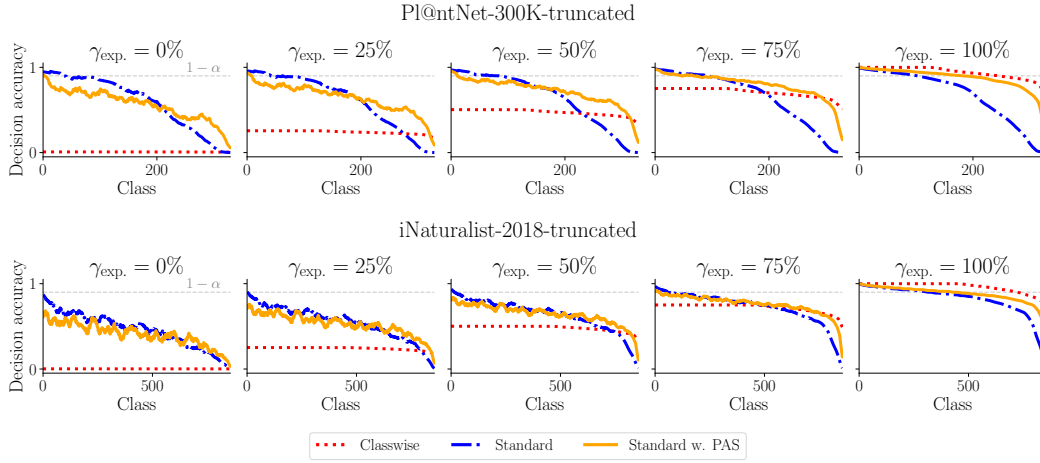 Pl@ntNet-300K-truncated
γexp. = 0% γexp. = 25% γexp. = 50% γexp. = 75% γexp. = 100%
Decision accuracy
1
0
1 − α
0 200 0 200 0 200 0 200 0 200
Class Class Class Class Class
iNaturalist-2018-truncated
γexp. = 0% γexp. = 25% γexp. = 50% γexp. = 75% γexp. = 100%
Decision accuracy
1
0
1 − α
0 500 0 500 0 500 0 500 0 500
Class Class Class Class Class
Classwise Standard Standard w. PAS